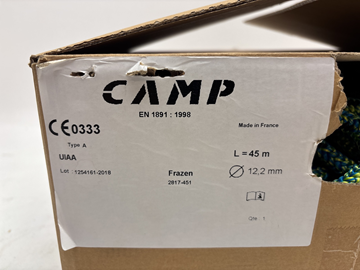 CAMP
EN 1891 : 1998
CE0333
Made in France
Type A
UIAA
L = 45 m
Lot 1254161-2018
Frazen
Ø 12,2 mm
2817-451
Qté 1